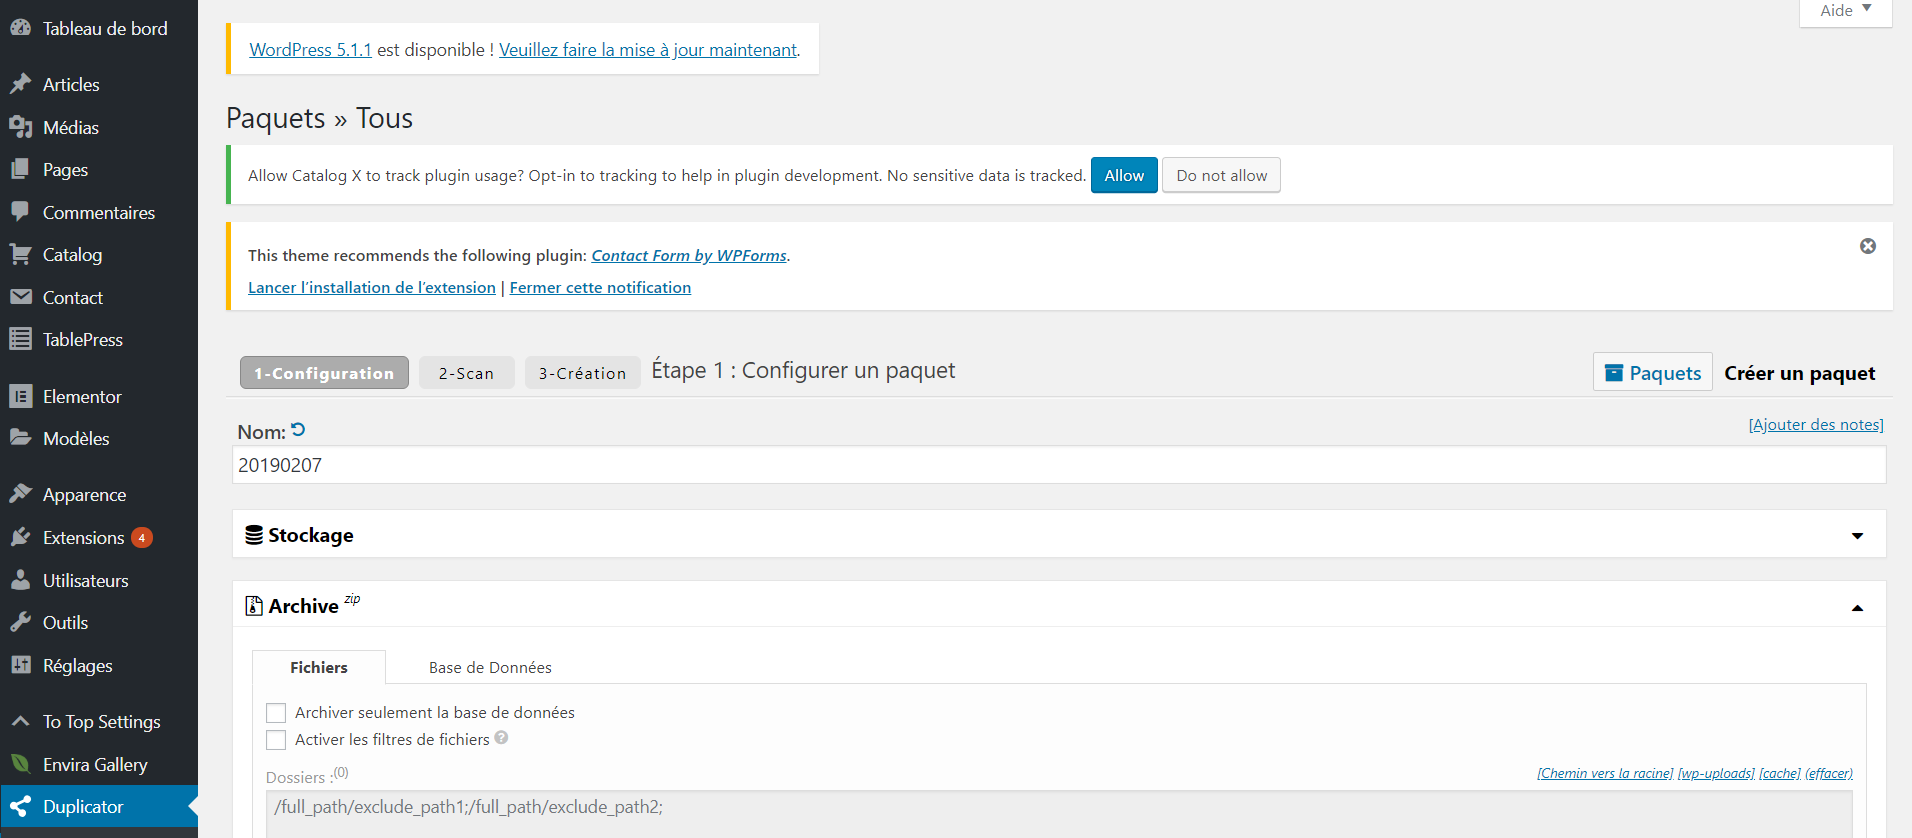 Tableau de bord
Articles
Médias
Pages
Commentaires
Catalog
Contact
TablePress
Elementor
Modèles
Apparence
Extensions 4
Utilisateurs
Outils
Réglages
To Top Settings
Envira Gallery
Duplicator
Aide
WordPress 5.1.1 est disponible ! Veuillez faire la mise à jour maintenant.
Paquets » Tous
Allow Catalog X to track plugin usage? Opt-in to tracking to help in plugin development. No sensitive data is tracked. Allow Do not allow
This theme recommends the following plugin: Contact Form by WPForms.
Lancer l’installation de l’extension | Fermer cette notification
1-Configuration 2-Scan 3-Création Étape 1 : Configurer un paquet Paquets Créer un paquet
Nom: [Ajouter des notes]
20190207
Stockage
Archive zip
Fichiers Base de Données
Archiver seulement la base de données
Activer les filtres de fichiers ?
Dossiers :(0) [Chemin vers la racine] [wp-uploads] [cache] (effacer)
/full_path/exclude_path1;/full_path/exclude_path2;